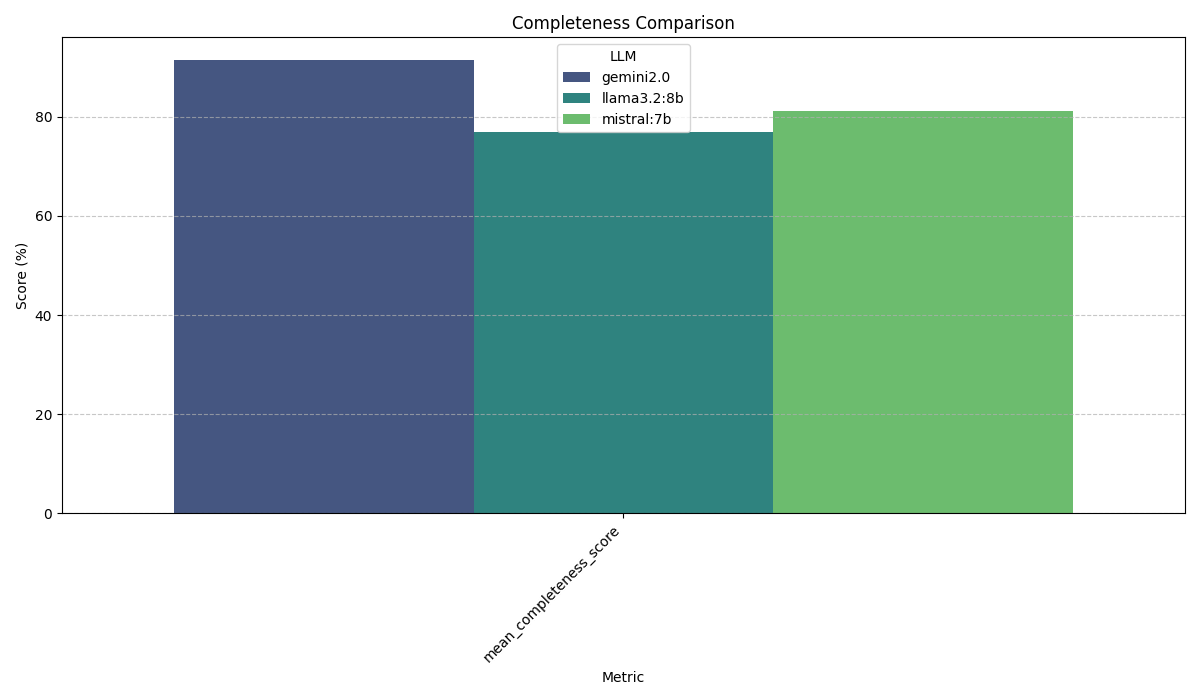 Completeness Comparison
LLM
gemini2.0
llama3.2:8b
mistral:7b
Score (%)
80
60
40
20
0
mean_completeness_score
Metric